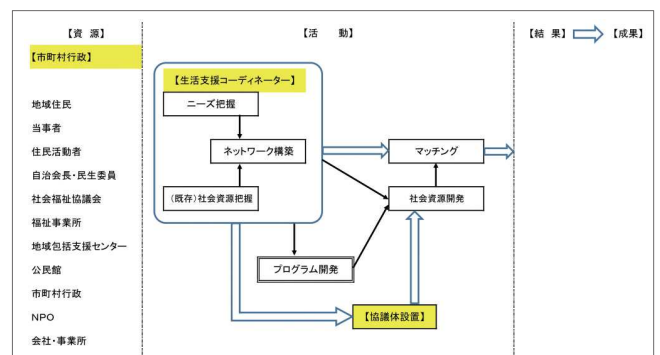 【資　源】
【活　　動】
【結　果】
【成果】
【市町村行政】
【生活支援コーディネーター】
地域住民
ニーズ把握
当事者
住民活動者
ネットワーク構築
マッチング
自治会長・民生委員
社会福祉協議会
(既存)社会資源把握
社会資源開発
福祉事業所
地域包括支援センター
公民館
プログラム開発
市町村行政
NPO
【協議体設置】
会社・事業所